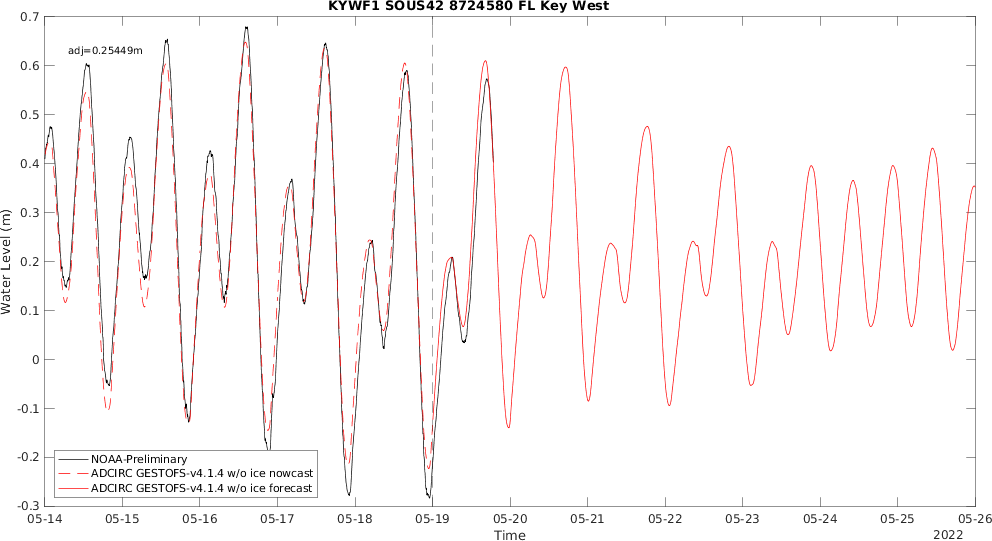 KYWF1 SOUS42 8724580 FL Key West
adj=0.25449m
Water Level (m)
0.7
0.6
0.5
0.4
0.3
0.2
0.1
0
-0.1
-0.2
-0.3
NOAA-Preliminary
ADCIRC GESTOFS-v4.1.4 w/o ice nowcast
ADCIRC GESTOFS-v4.1.4 w/o ice forecast
05-14 05-15 05-16 05-17 05-18 05-19 05-20 05-21 05-22 05-23 05-24 05-25 05-26
Time
2022